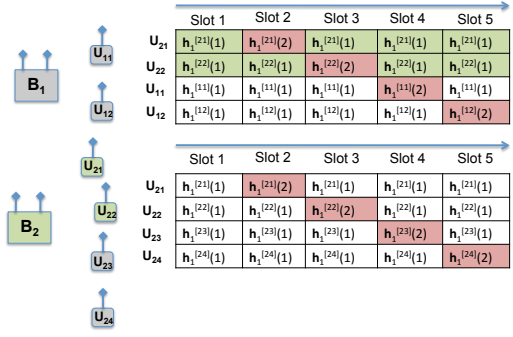 Slot 1 Slot 2 Slot 3 Slot 4 Slot 5
U21 h1[21](1) h1[21](2) h1[21](1) h1[21](1) h1[21](1)
U22 h1[22](1) h1[22](1) h1[22](2) h1[22](1) h1[22](1)
U11 h1[11](1) h1[11](1) h1[11](1) h1[11](2) h1[11](1)
U12 h1[12](1) h1[12](1) h1[12](1) h1[12](1) h1[12](2)
U11
B1
U12
U21
Slot 1 Slot 2 Slot 3 Slot 4 Slot 5
U21 h1[21](1) h1[21](2) h1[21](1) h1[21](1) h1[21](1)
U22 h1[22](1) h1[22](1) h1[22](2) h1[22](1) h1[22](1)
U23 h1[23](1) h1[23](1) h1[23](1) h1[23](2) h1[23](1)
U24 h1[24](1) h1[24](1) h1[24](1) h1[24](1) h1[24](2)
U22
B2
U23
U24